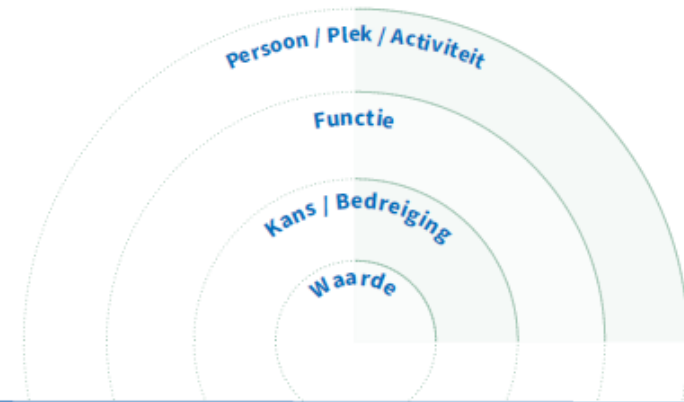 Persoon / Plek / Activiteit
Functie
Kans / Bedreiging
Waarde